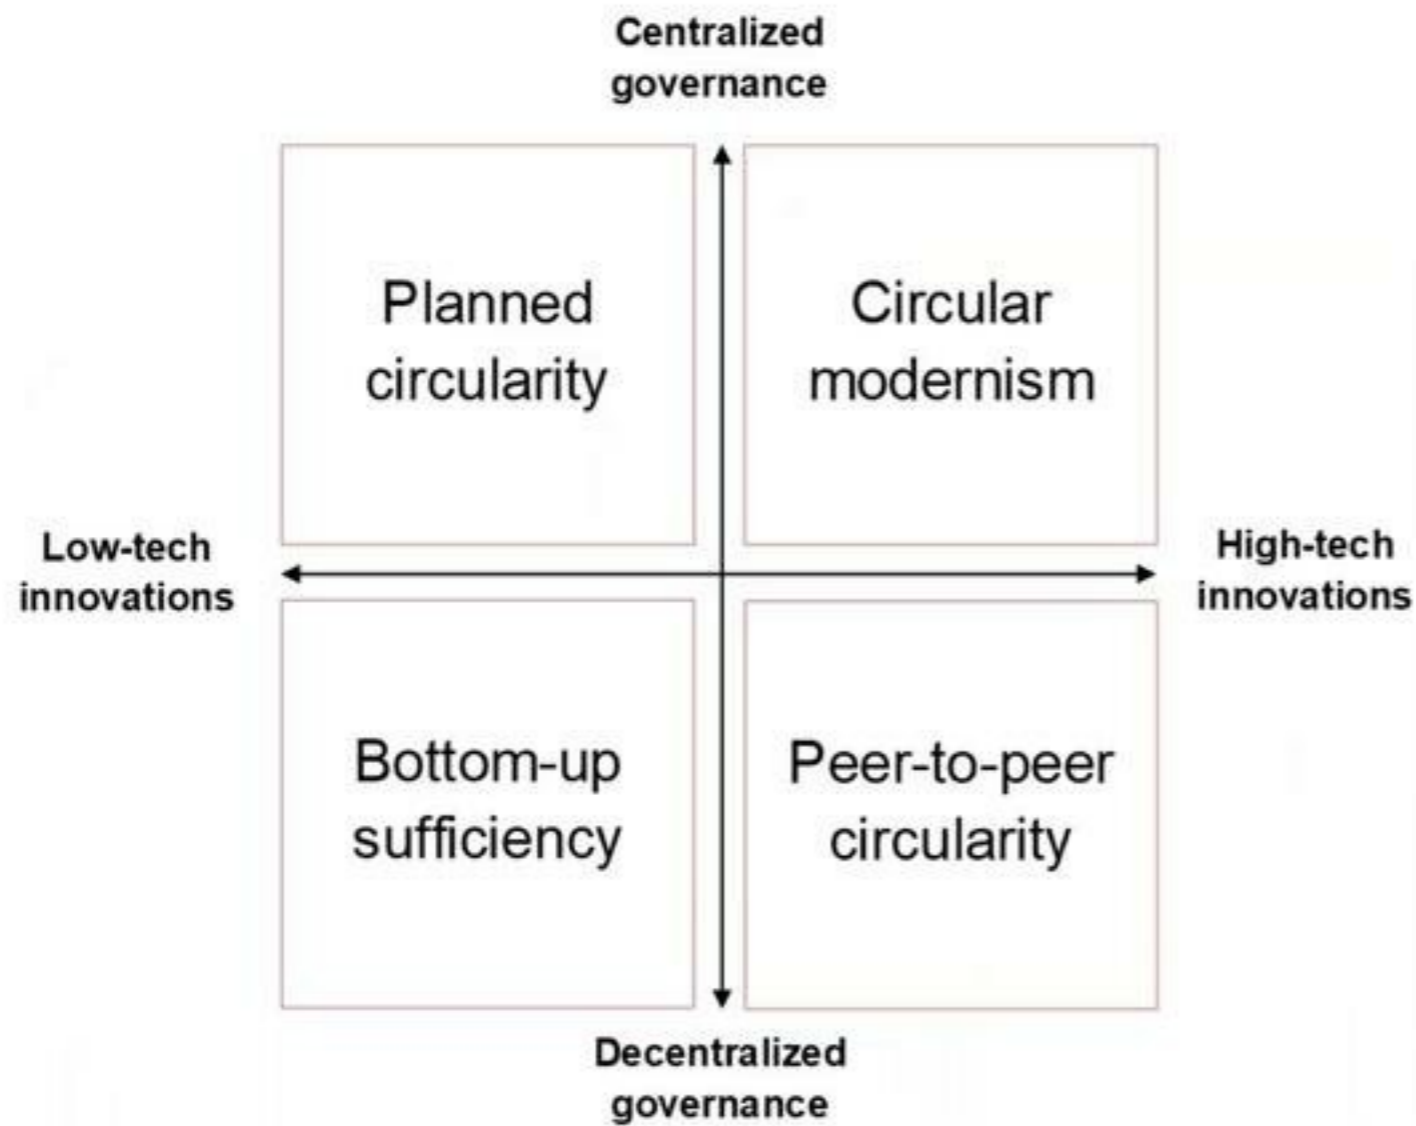 Centralized
governance
Planned
circularity
Circular
modernism
Low-tech
innovations
High-tech
innovations
Bottom-up
sufficiency
Peer-to-peer
circularity
Decentralized
governance